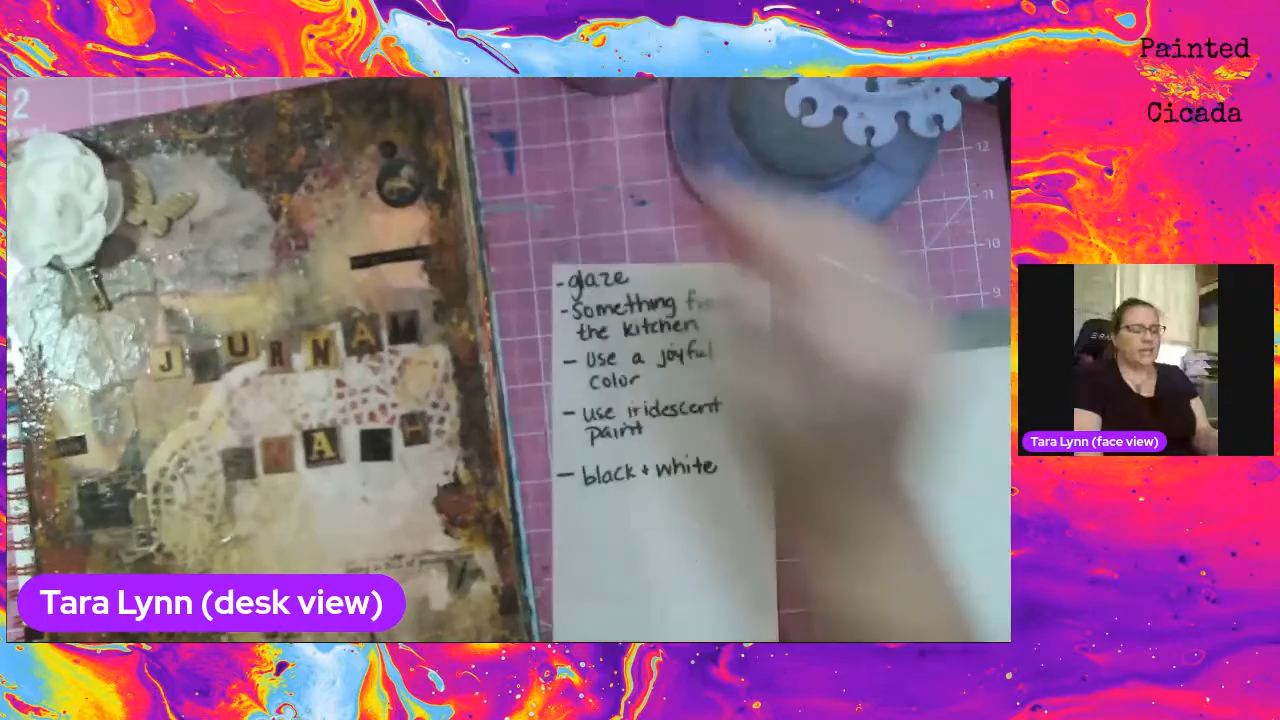 Painted
Cicada
2
12
11
10
9
- glaze
- Something
the kitchen
- use a joyful
color
- use iridescent
paint
- black + white
J U R N A
A
Tara Lynn (face view)
Tara Lynn (desk view)